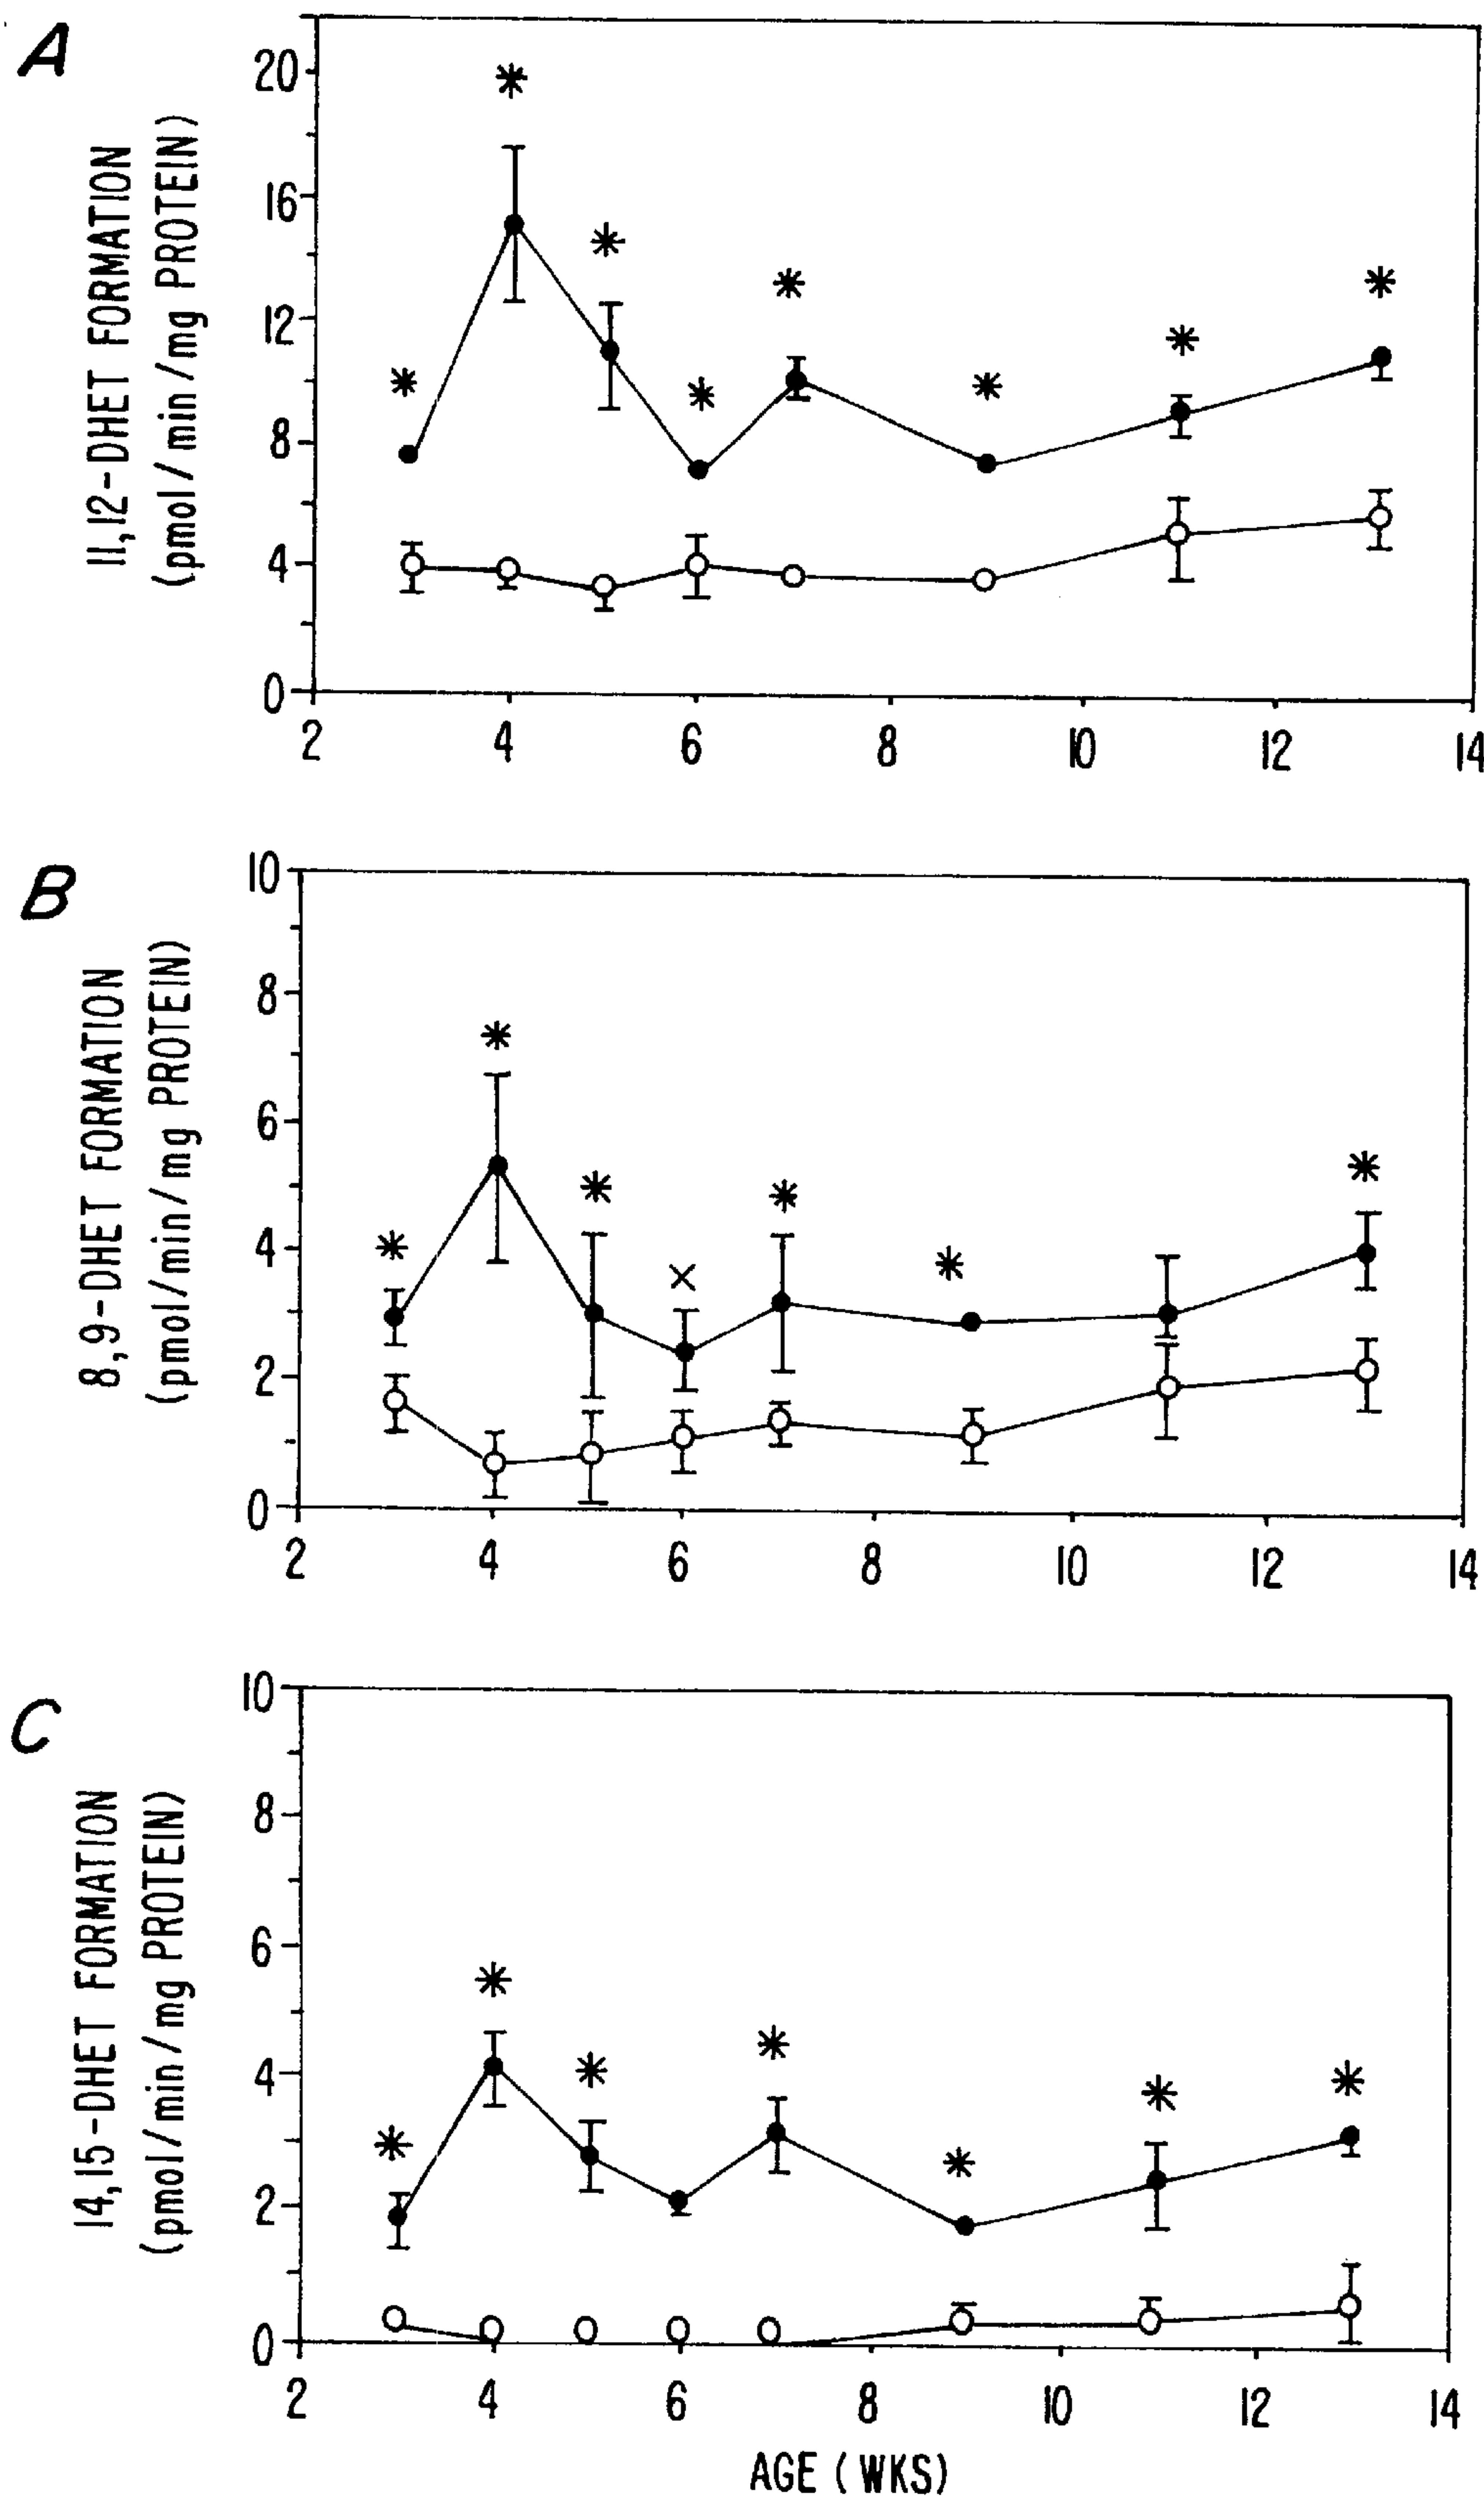 A
11,12-DHET FORMATION
(pmol/min/mg PROTEIN)
20
16
12
8
4
0
2 4 6 8 10 12 14
* * * * * * * *
B
8,9-DHET FORMATION
(pmol/min/mg PROTEIN)
10
8
6
4
2
0
2 4 6 8 10 12 14
* * * × * * *
C
14,15-DHET FORMATION
(pmol/min/mg PROTEIN)
10
8
6
4
2
0
2 4 6 8 10 12 14
* * * * * * *
AGE (WKS)